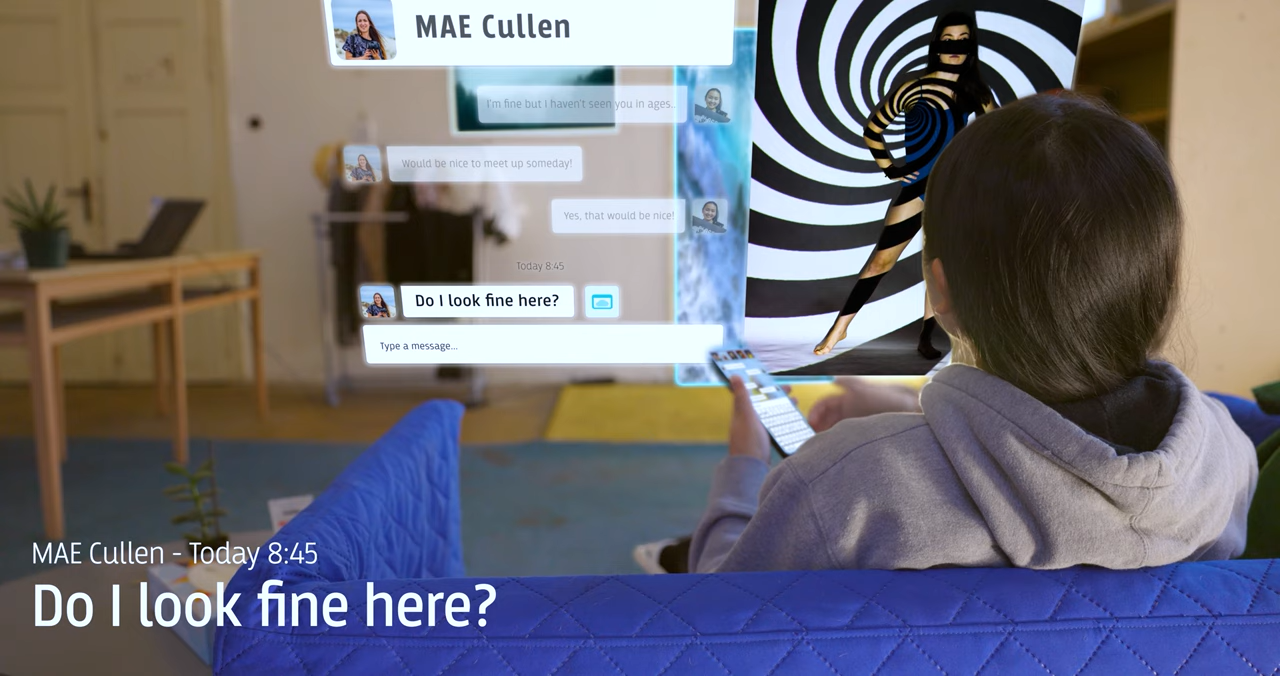 MAE Cullen
I'm fine but I haven't seen you in ages..
Would be nice to meet up someday!
Yes, that would be nice!
Today 8:45
Do I look fine here?
Type a message...
MAE Cullen - Today 8:45
Do I look fine here?